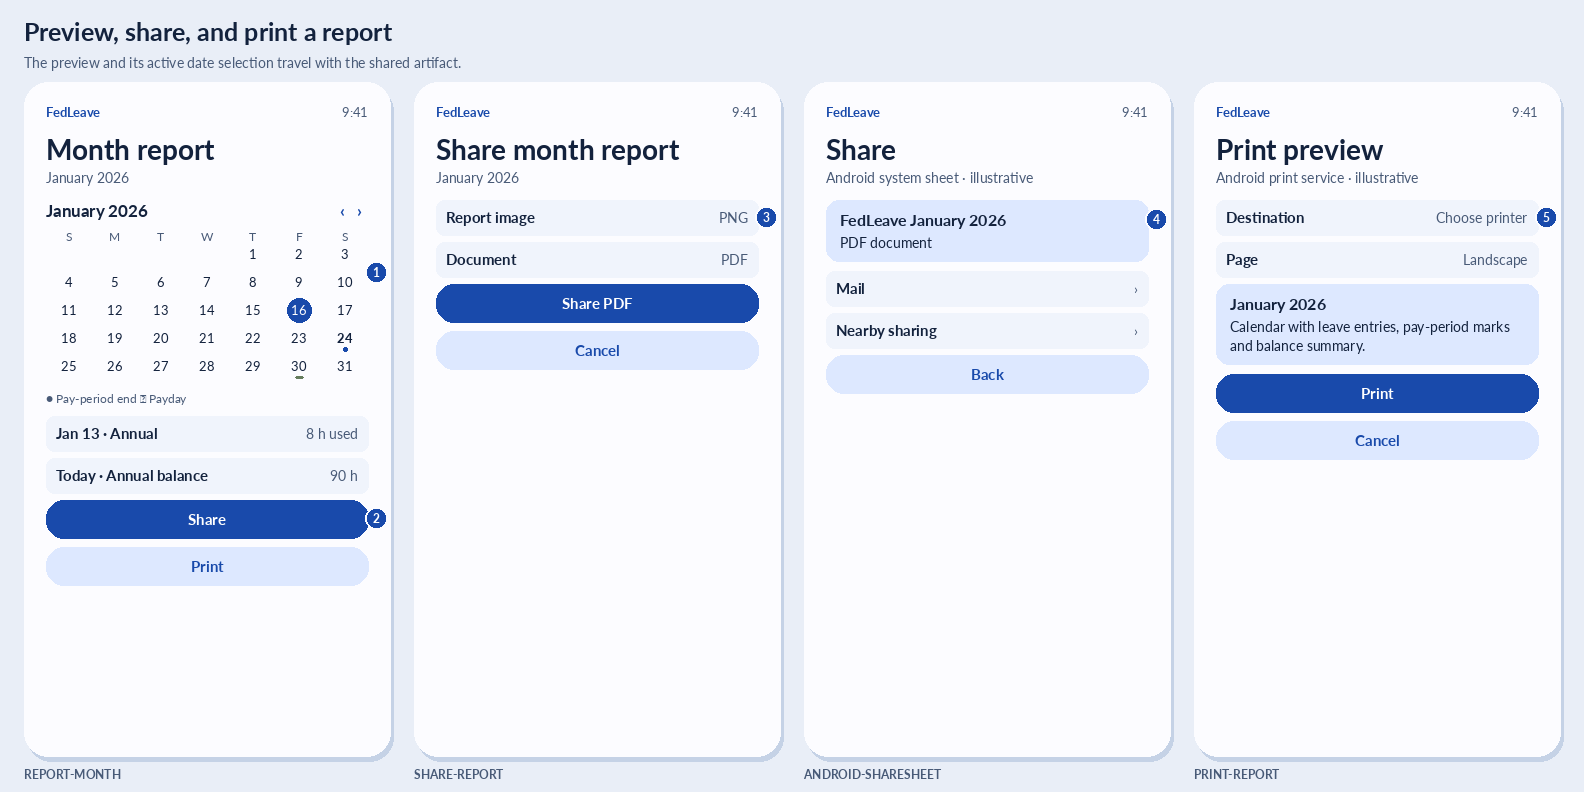 Preview, share, and print a report
The preview and its active date selection travel with the shared artifact.
FedLeave 9:41
Month report
January 2026
January 2026 ‹ ›
S M T W T F S
1 2 3
1
4 5 6 7 8 9 10
11 12 13 14 15 16 17
18 19 20 21 22 23 24
25 26 27 28 29 30 31
● Pay-period end Payday
Jan 13 · Annual 8 h used
Today · Annual balance 90 h
Share 2
Print
REPORT-MONTH
FedLeave 9:41
Share month report
January 2026
Report image PNG 3
Document PDF
Share PDF
Cancel
SHARE-REPORT
FedLeave 9:41
Share
Android system sheet · illustrative
FedLeave January 2026 4
PDF document
Mail ›
Nearby sharing ›
Back
ANDROID-SHARESHEET
FedLeave 9:41
Print preview
Android print service · illustrative
Destination Choose printer 5
Page Landscape
January 2026
Calendar with leave entries, pay-period marks
and balance summary.
Print
Cancel
PRINT-REPORT